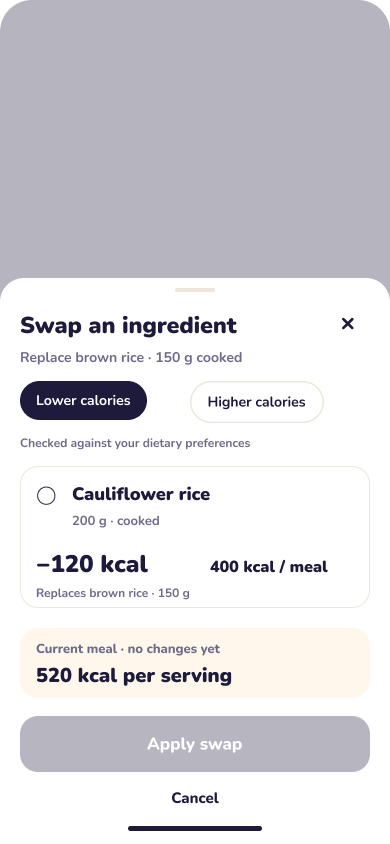 Swap an ingredient
Replace brown rice · 150 g cooked
Lower calories
Higher calories
Checked against your dietary preferences
Cauliflower rice
200 g · cooked
−120 kcal
400 kcal / meal
Replaces brown rice · 150 g
Current meal · no changes yet
520 kcal per serving
Apply swap
Cancel